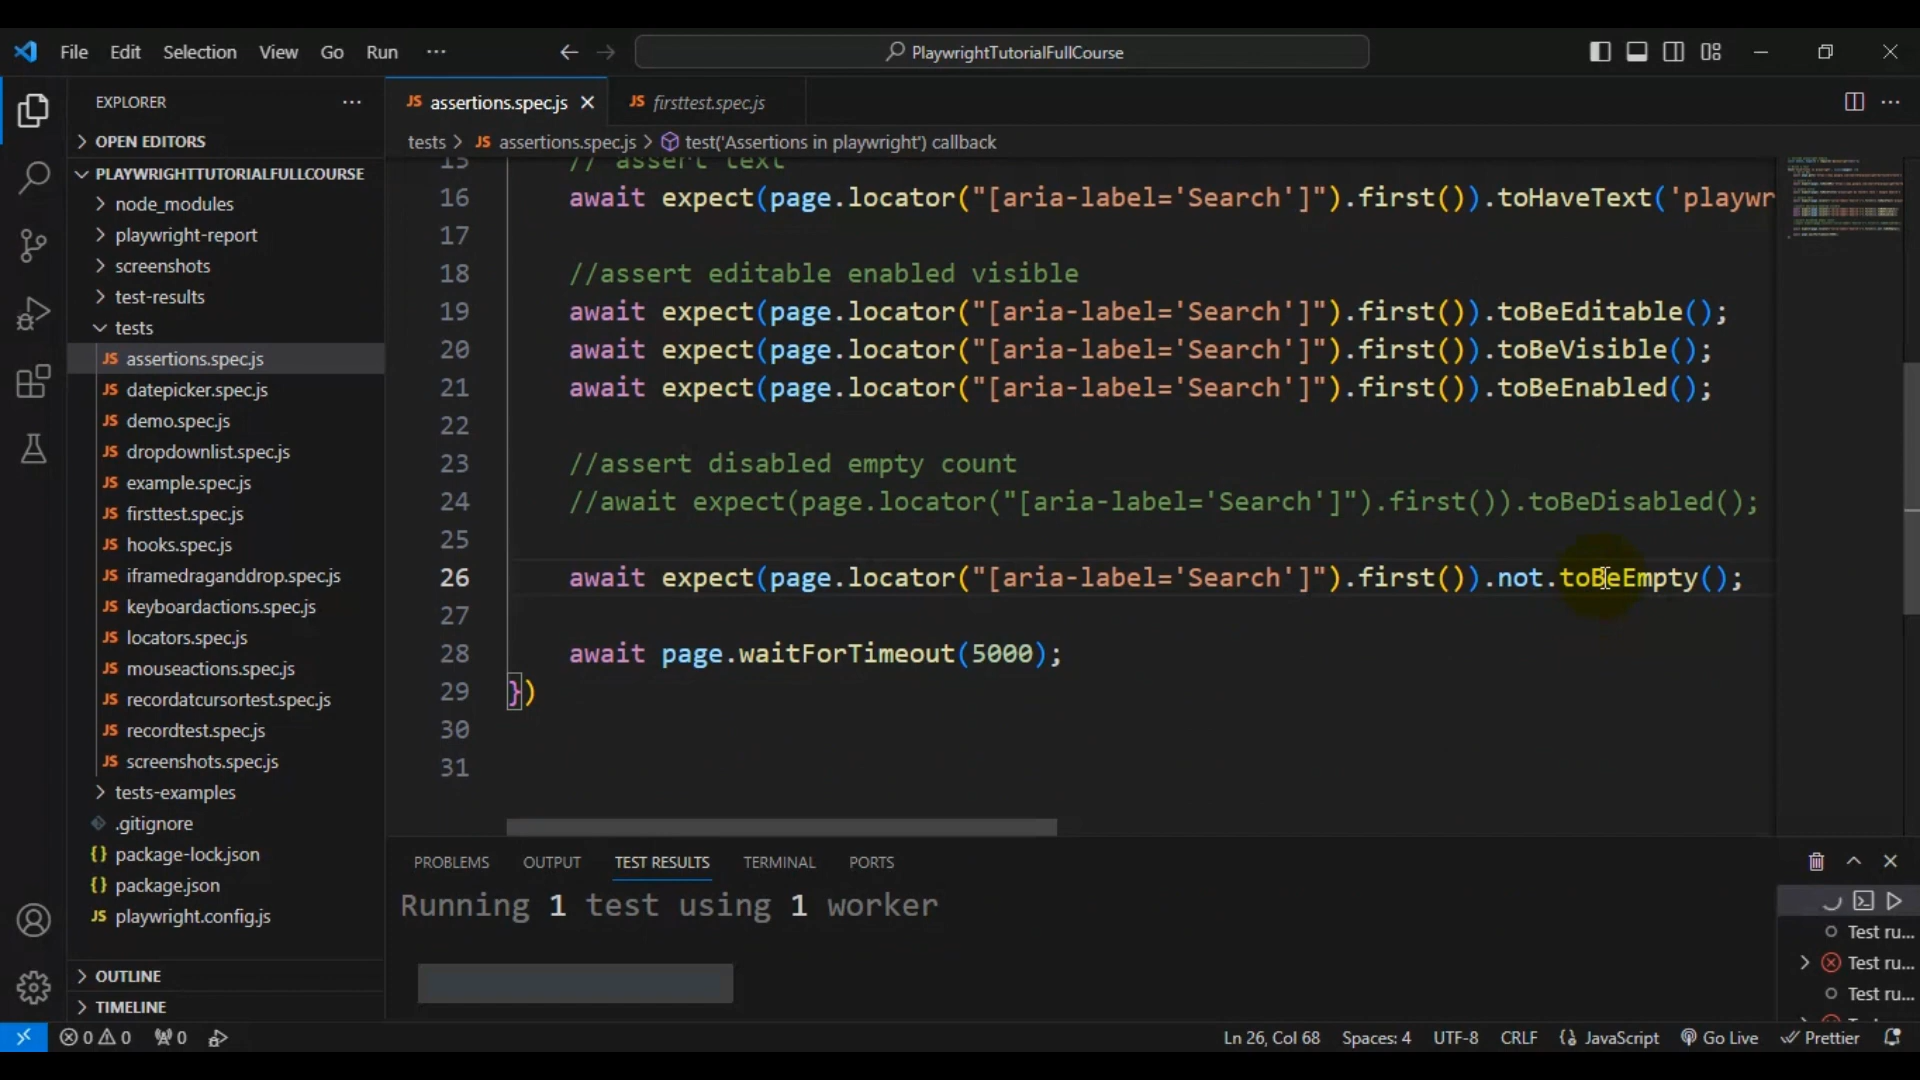 File Edit Selection View Go Run ··· PlaywrightTutorialFullCourse
EXPLORER ···
OPEN EDITORS
PLAYWRIGHTTUTORIALFULLCOURSE
node_modules
playwright-report
screenshots
test-results
tests
JS assertions.spec.js
JS datepicker.spec.js
JS demo.spec.js
JS dropdownlist.spec.js
JS example.spec.js
JS firsttest.spec.js
JS hooks.spec.js
JS iframedraganddrop.spec.js
JS keyboardactions.spec.js
JS locators.spec.js
JS mouseactions.spec.js
JS recordatcursortest.spec.js
JS recordtest.spec.js
JS screenshots.spec.js
tests-examples
.gitignore
{} package-lock.json
{} package.json
JS playwright.config.js
OUTLINE
TIMELINE
JS assertions.spec.js JS firsttest.spec.js
tests > JS assertions.spec.js > test('Assertions in playwright') callback
15 // assert text
16 await expect(page.locator("[aria-label='Search']").first()).toHaveText('playwr
17
18 //assert editable enabled visible
19 await expect(page.locator("[aria-label='Search']").first()).toBeEditable();
20 await expect(page.locator("[aria-label='Search']").first()).toBeVisible();
21 await expect(page.locator("[aria-label='Search']").first()).toBeEnabled();
22
23 //assert disabled empty count
24 //await expect(page.locator("[aria-label='Search']").first()).toBeDisabled();
25
26 await expect(page.locator("[aria-label='Search']").first()).not.toBeEmpty();
27
28 await page.waitForTimeout(5000);
29 })
30
31
PROBLEMS OUTPUT TEST RESULTS TERMINAL PORTS
Running 1 test using 1 worker
Test ru...
Test ru...
Test ru...
0 0 0 Ln 26, Col 68 Spaces: 4 UTF-8 CRLF JavaScript Go Live Prettier